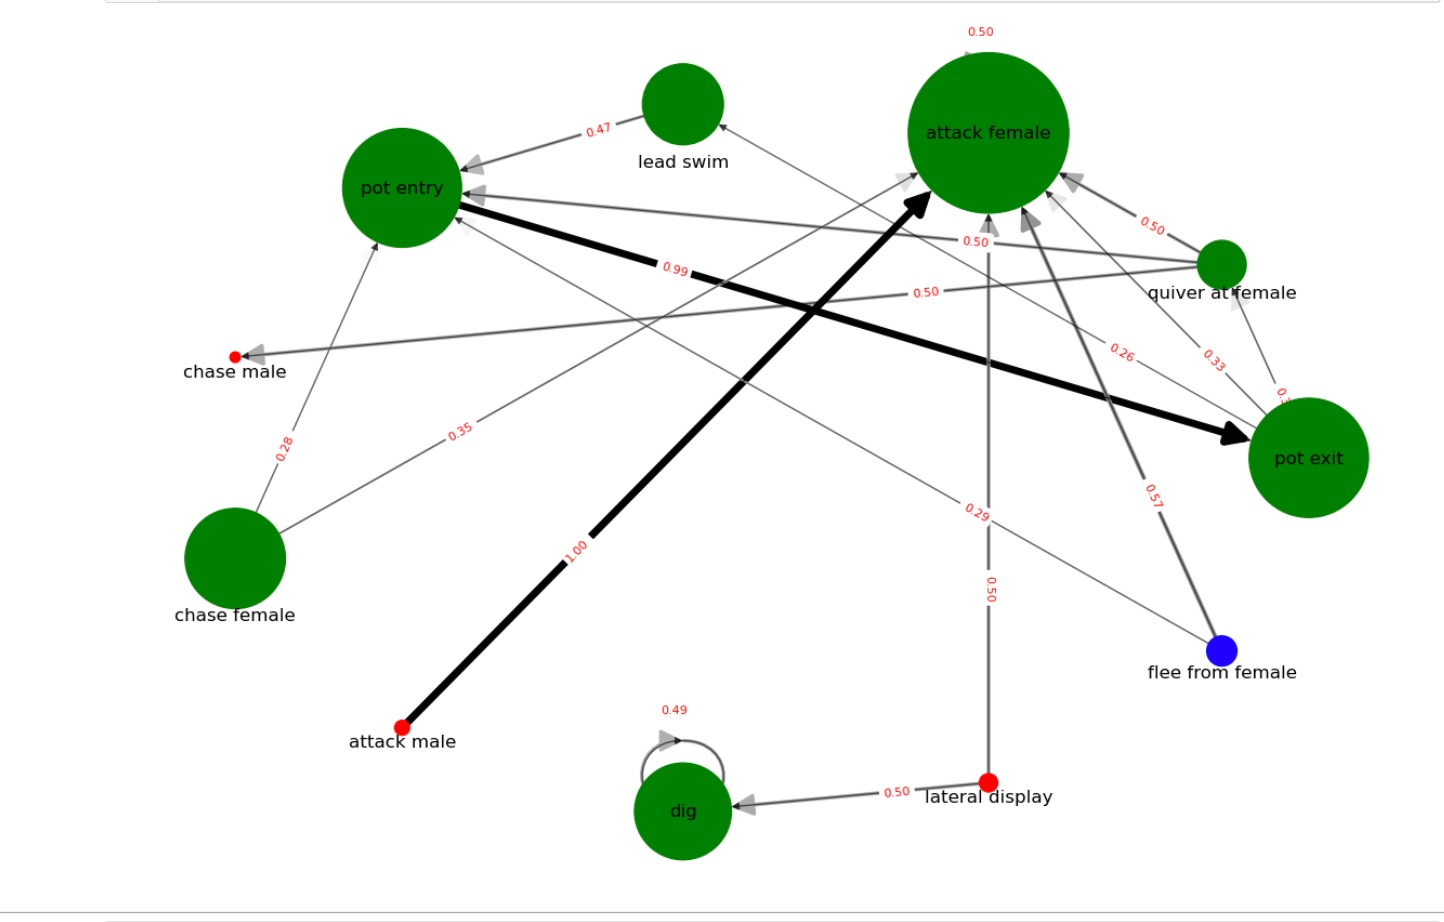 0.50
attack female
lead swim
0.47
pot entry
0.50
0.50
0.99
0.50
quiver at female
chase male
0.26
0.33
0.35
0.28
pot exit
0.57
0.29
1.00
0.50
chase female
flee from female
0.49
attack male
0.50
lateral display
dig